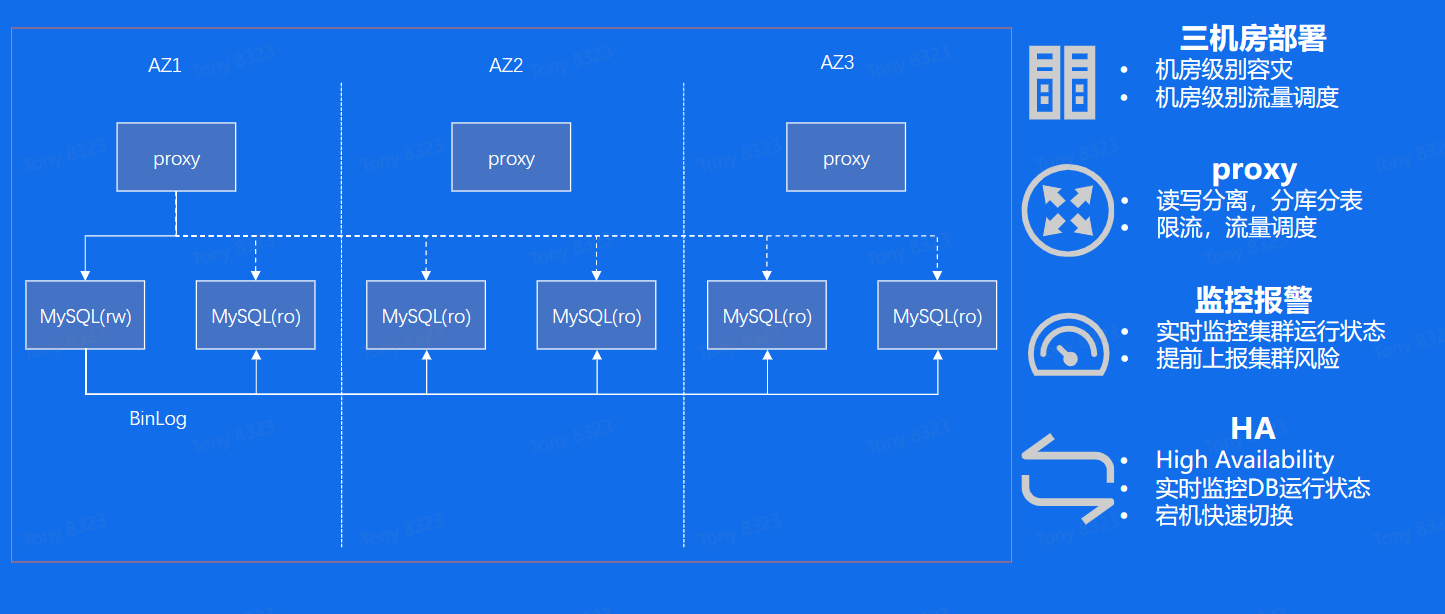 AZ1
AZ2
AZ3
proxy
proxy
proxy
MySQL(rw)
MySQL(ro)
MySQL(ro)
MySQL(ro)
MySQL(ro)
MySQL(ro)
BinLog
三机房部署
• 机房级别容灾
• 机房级别流量调度
proxy
• 读写分离，分库分表
• 限流，流量调度
监控报警
• 实时监控集群运行状态
• 提前上报集群风险
HA
• High Availability
• 实时监控DB运行状态
• 宕机快速切换
Tony 8323